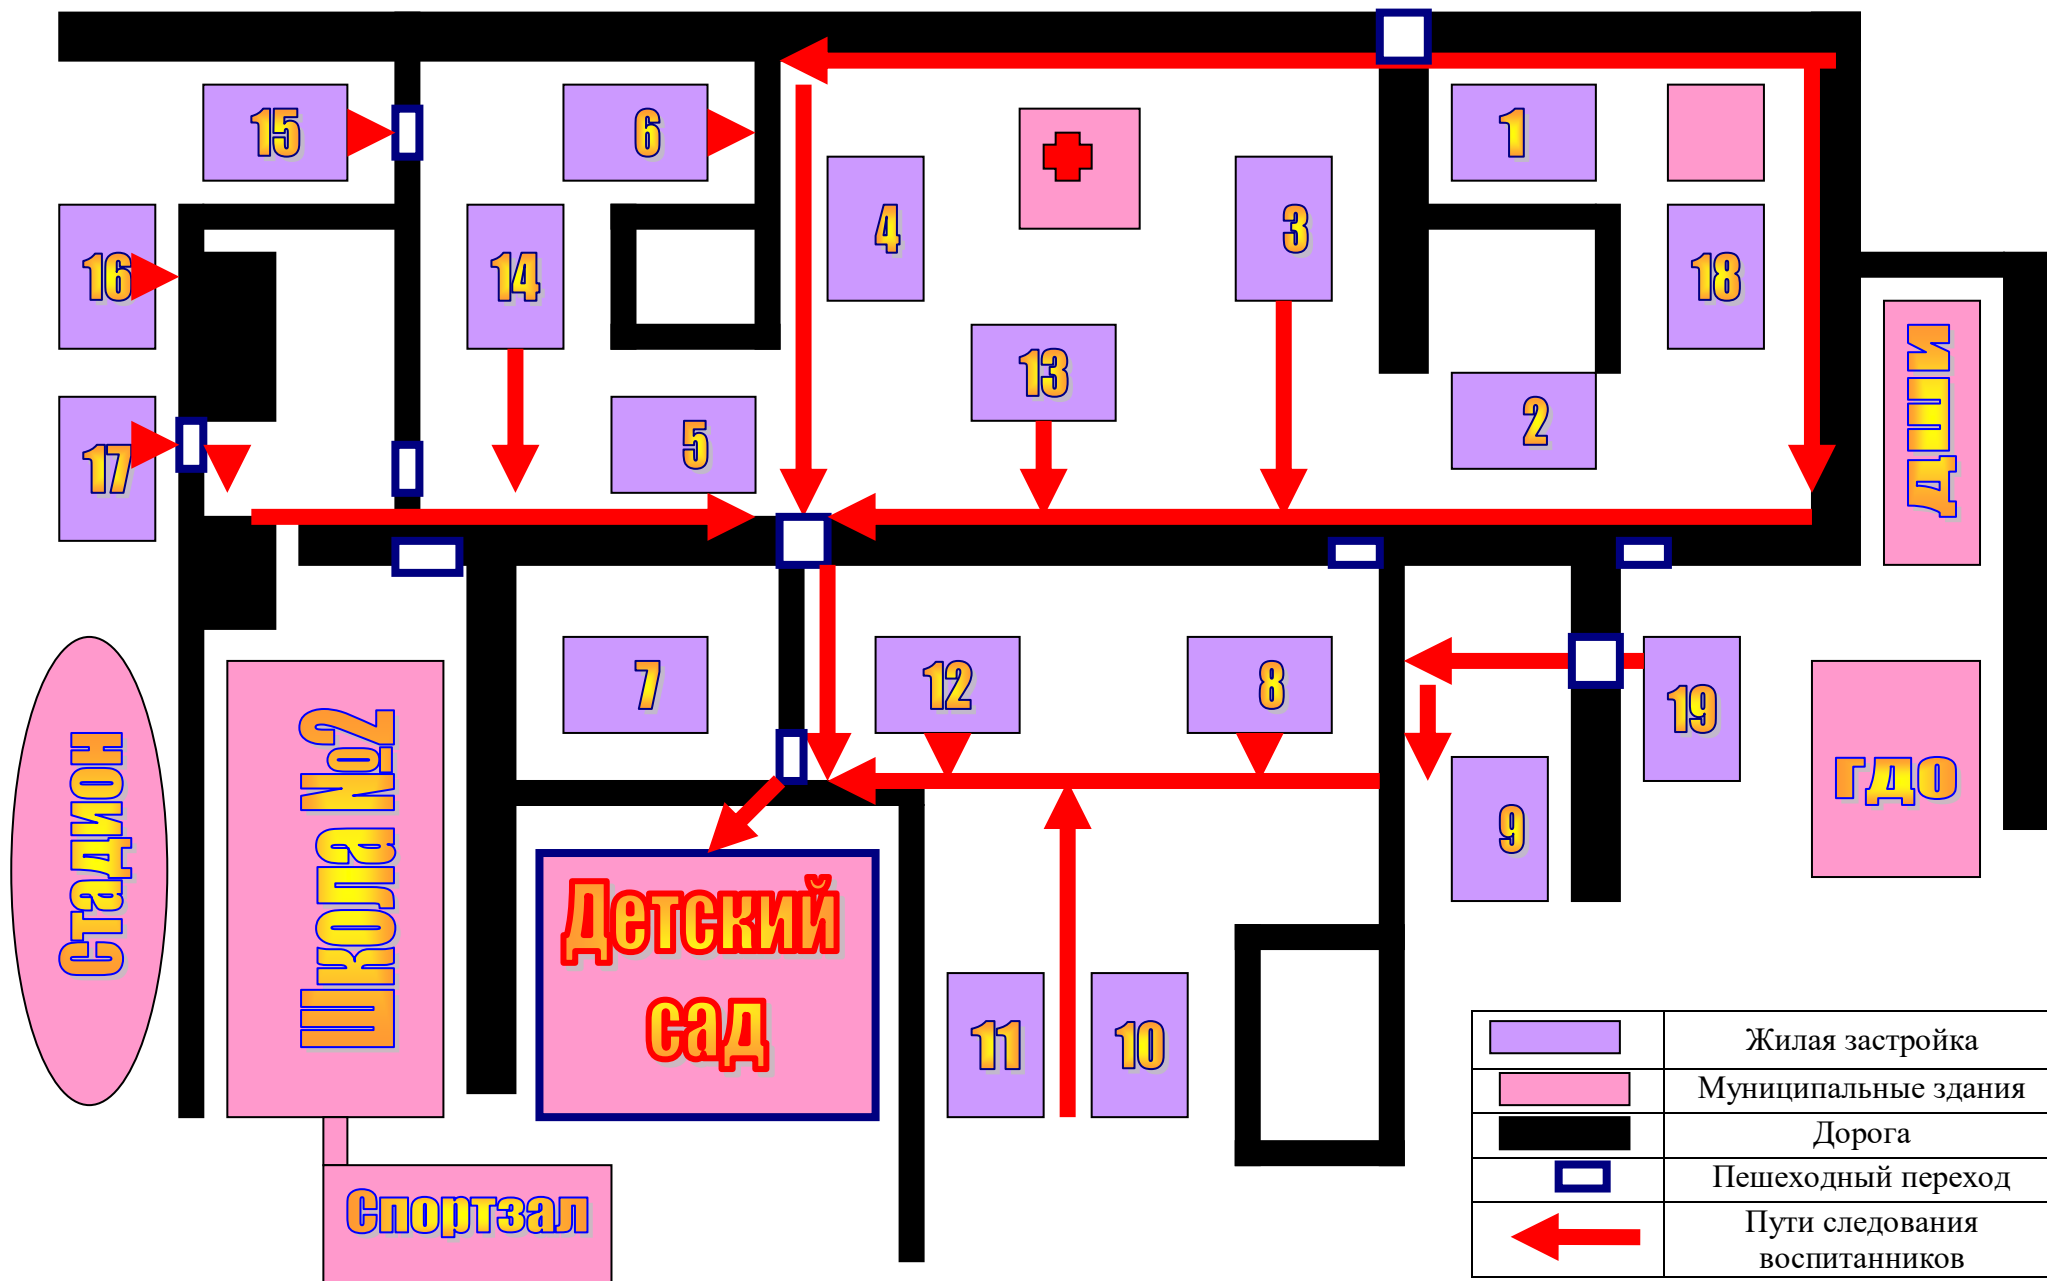 15
6
1
4
3
16
14
18
13
ДШИ
5
2
17
7
12
8
19
Стадион
Школа №2
ГДО
9
Детский
сад
11
10
Спортзал
Жилая застройка
Муниципальные здания
Дорога
Пешеходный переход
Пути следования
воспитанников